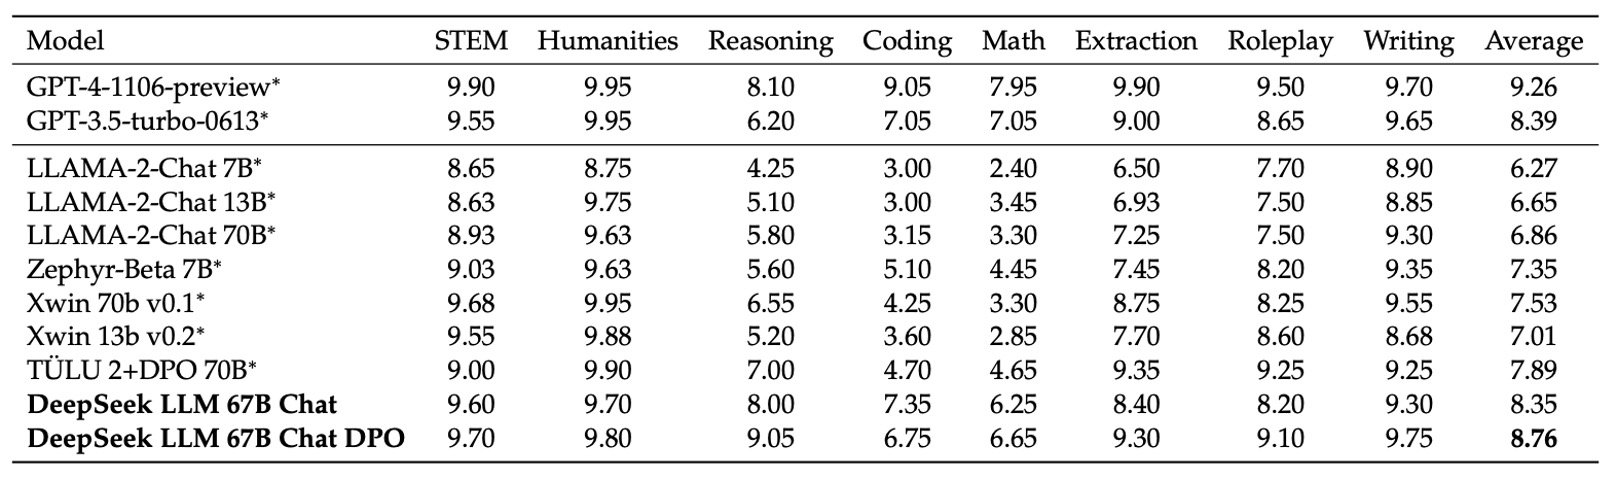 Model STEM Humanities Reasoning Coding Math Extraction Roleplay Writing Average
GPT-4-1106-preview* 9.90 9.95 8.10 9.05 7.95 9.90 9.50 9.70 9.26
GPT-3.5-turbo-0613* 9.55 9.95 6.20 7.05 7.05 9.00 8.65 9.65 8.39
LLAMA-2-Chat 7B* 8.65 8.75 4.25 3.00 2.40 6.50 7.70 8.90 6.27
LLAMA-2-Chat 13B* 8.63 9.75 5.10 3.00 3.45 6.93 7.50 8.85 6.65
LLAMA-2-Chat 70B* 8.93 9.63 5.80 3.15 3.30 7.25 7.50 9.30 6.86
Zephyr-Beta 7B* 9.03 9.63 5.60 5.10 4.45 7.45 8.20 9.35 7.35
Xwin 70b v0.1* 9.68 9.95 6.55 4.25 3.30 8.75 8.25 9.55 7.53
Xwin 13b v0.2* 9.55 9.88 5.20 3.60 2.85 7.70 8.60 8.68 7.01
TÜLU 2+DPO 70B* 9.00 9.90 7.00 4.70 4.65 9.35 9.25 9.25 7.89
DeepSeek LLM 67B Chat 9.60 9.70 8.00 7.35 6.25 8.40 8.20 9.30 8.35
DeepSeek LLM 67B Chat DPO 9.70 9.80 9.05 6.75 6.65 9.30 9.10 9.75 8.76